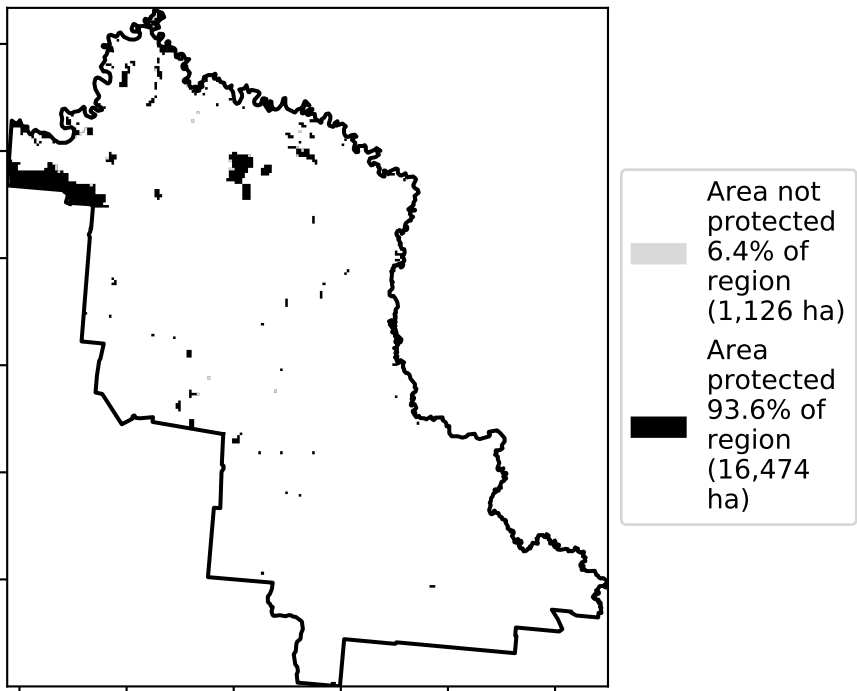 Area not
protected
6.4% of
region
(1,126 ha)
Area
protected
93.6% of
region
(16,474
ha)